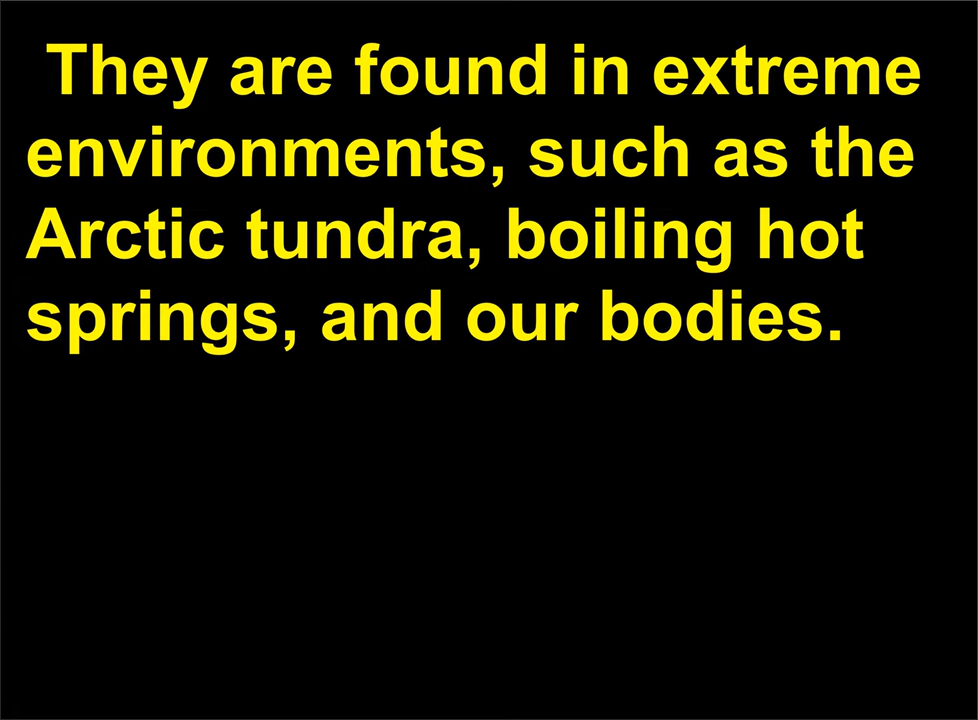 They are found in extreme
environments, such as the
Arctic tundra, boiling hot
springs, and our bodies.